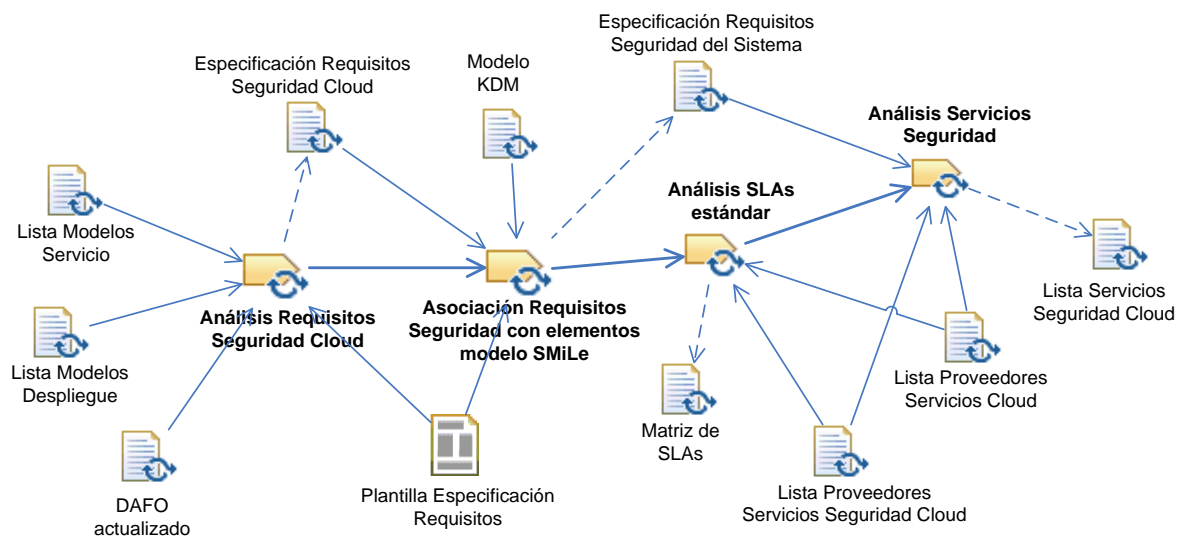 Especificación Requisitos
Seguridad del Sistema
Especificación Requisitos
Seguridad Cloud
Modelo
KDM
Análisis Servicios
Seguridad
Análisis SLAs
estándar
Lista Modelos
Servicio
Lista Servicios
Seguridad Cloud
Análisis Requisitos
Seguridad Cloud
Asociación Requisitos
Seguridad con elementos
modelo SMiLe
Lista Modelos
Despliegue
Lista Proveedores
Servicios Cloud
Matriz de
SLAs
DAFO
actualizado
Plantilla Especificación
Requisitos
Lista Proveedores
Servicios Seguridad Cloud